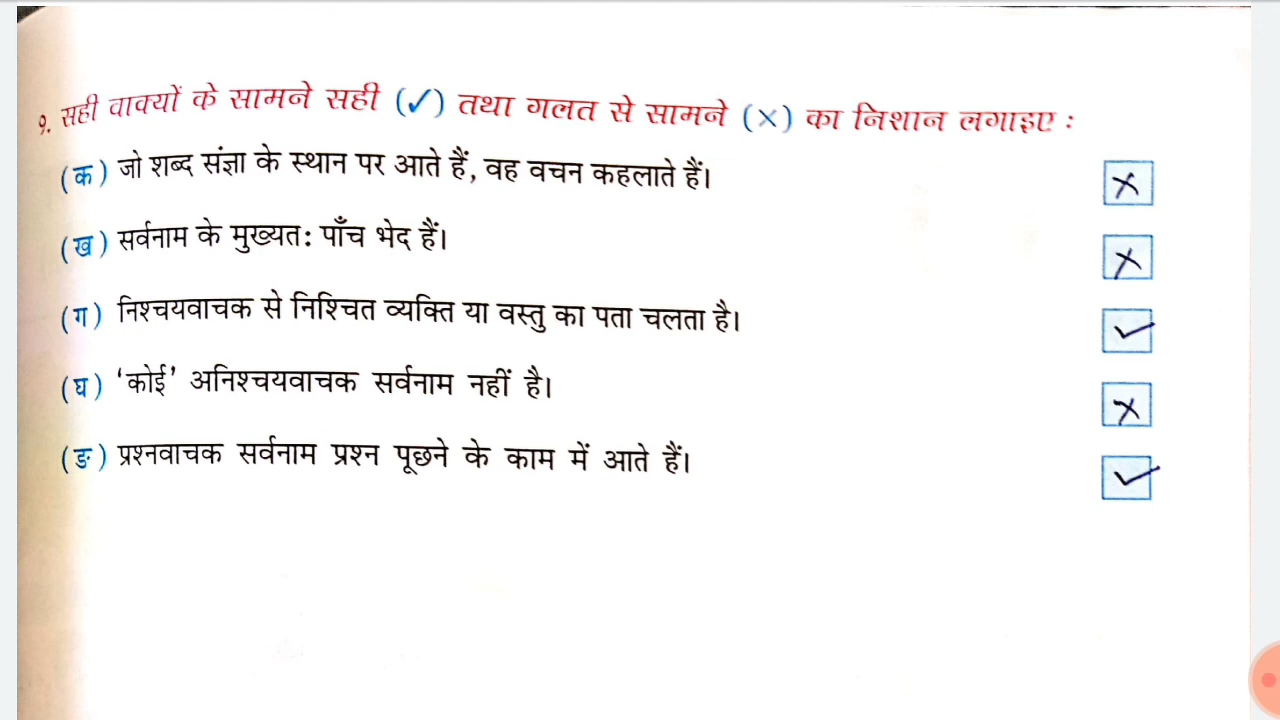 ९. सही वाक्यों के सामने सही (✓) तथा गलत से सामने (×) का निशान लगाइए :
(क) जो शब्द संज्ञा के स्थान पर आते हैं, वह वचन कहलाते हैं। ×
(ख) सर्वनाम के मुख्यत: पाँच भेद हैं। ×
(ग) निश्चयवाचक से निश्चित व्यक्ति या वस्तु का पता चलता है। ✓
(घ) ‘कोई’ अनिश्चयवाचक सर्वनाम नहीं है। ×
(ङ) प्रश्नवाचक सर्वनाम प्रश्न पूछने के काम में आते हैं। ✓